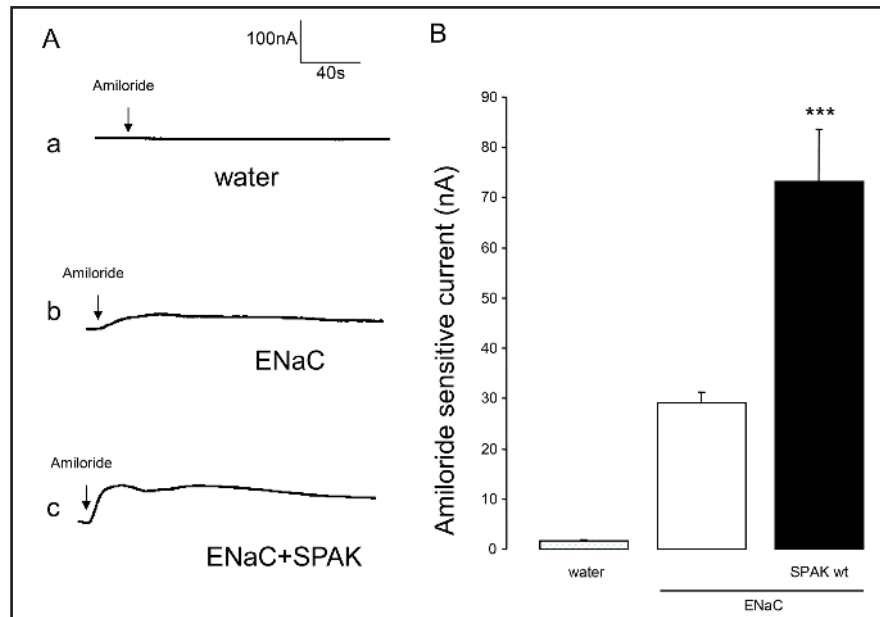 A
100nA
40s
Amiloride
a
water
Amiloride
b
ENaC
Amiloride
c
ENaC+SPAK
B
Amiloride sensitive current (nA)
90
80
70
60
50
40
30
20
10
0
***
water
SPAK wt
ENaC